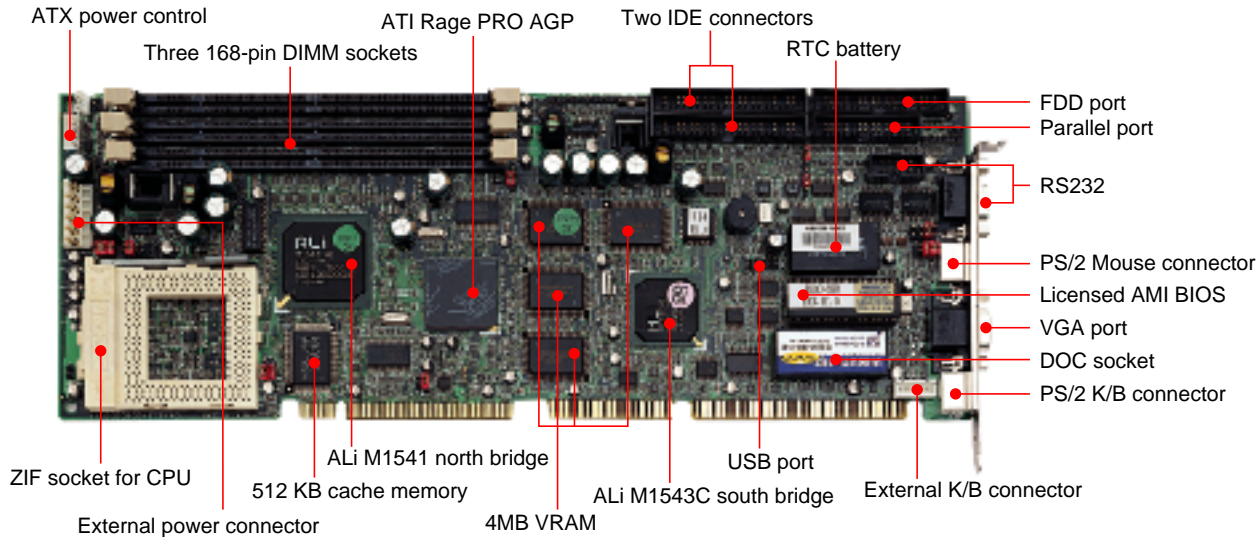 ATX power control
Three 168-pin DIMM sockets
ATI Rage PRO AGP
Two IDE connectors
RTC battery
FDD port
Parallel port
RS232
PS/2 Mouse connector
Licensed AMI BIOS
VGA port
DOC socket
PS/2 K/B connector
ALi
ZIF socket for CPU
External power connector
512 KB cache memory
ALi M1541 north bridge
4MB VRAM
ALi M1543C south bridge
USB port
External K/B connector